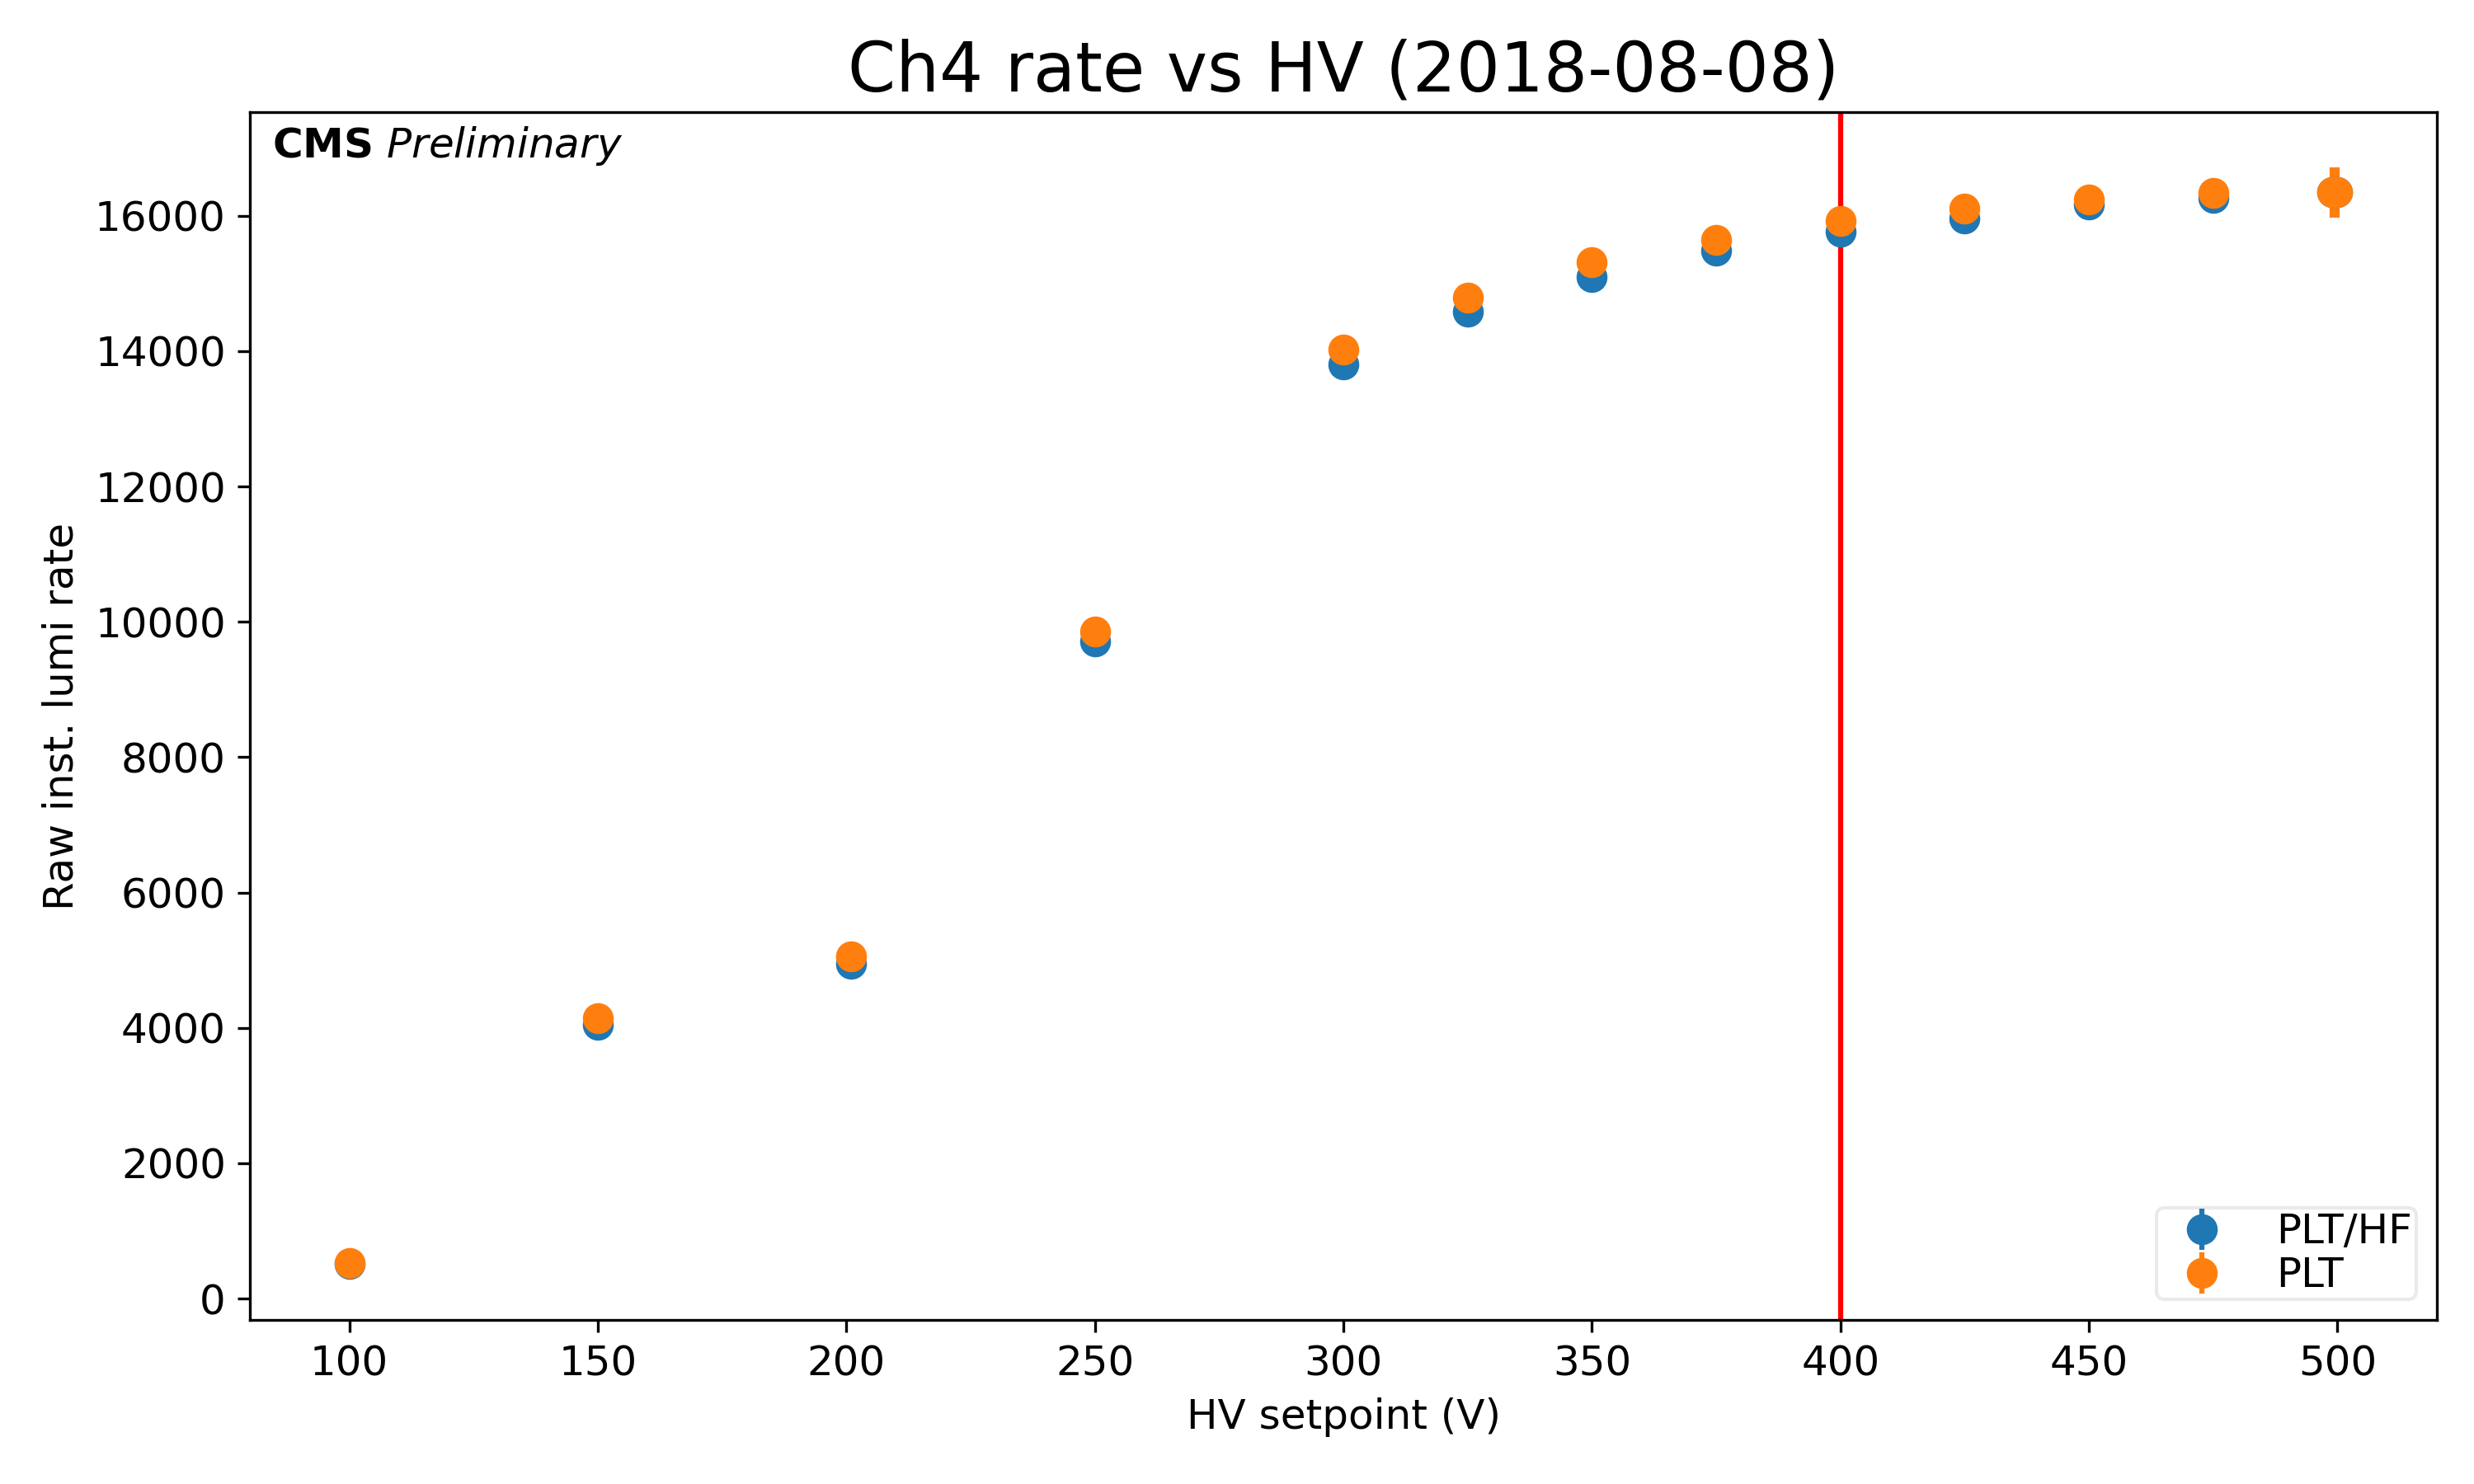 Ch4 rate vs HV (2018-08-08)
CMS Preliminary
16000
14000
12000
10000
8000
6000
4000
2000
0
Raw inst. lumi rate
PLT/HF
PLT
100 150 200 250 300 350 400 450 500
HV setpoint (V)